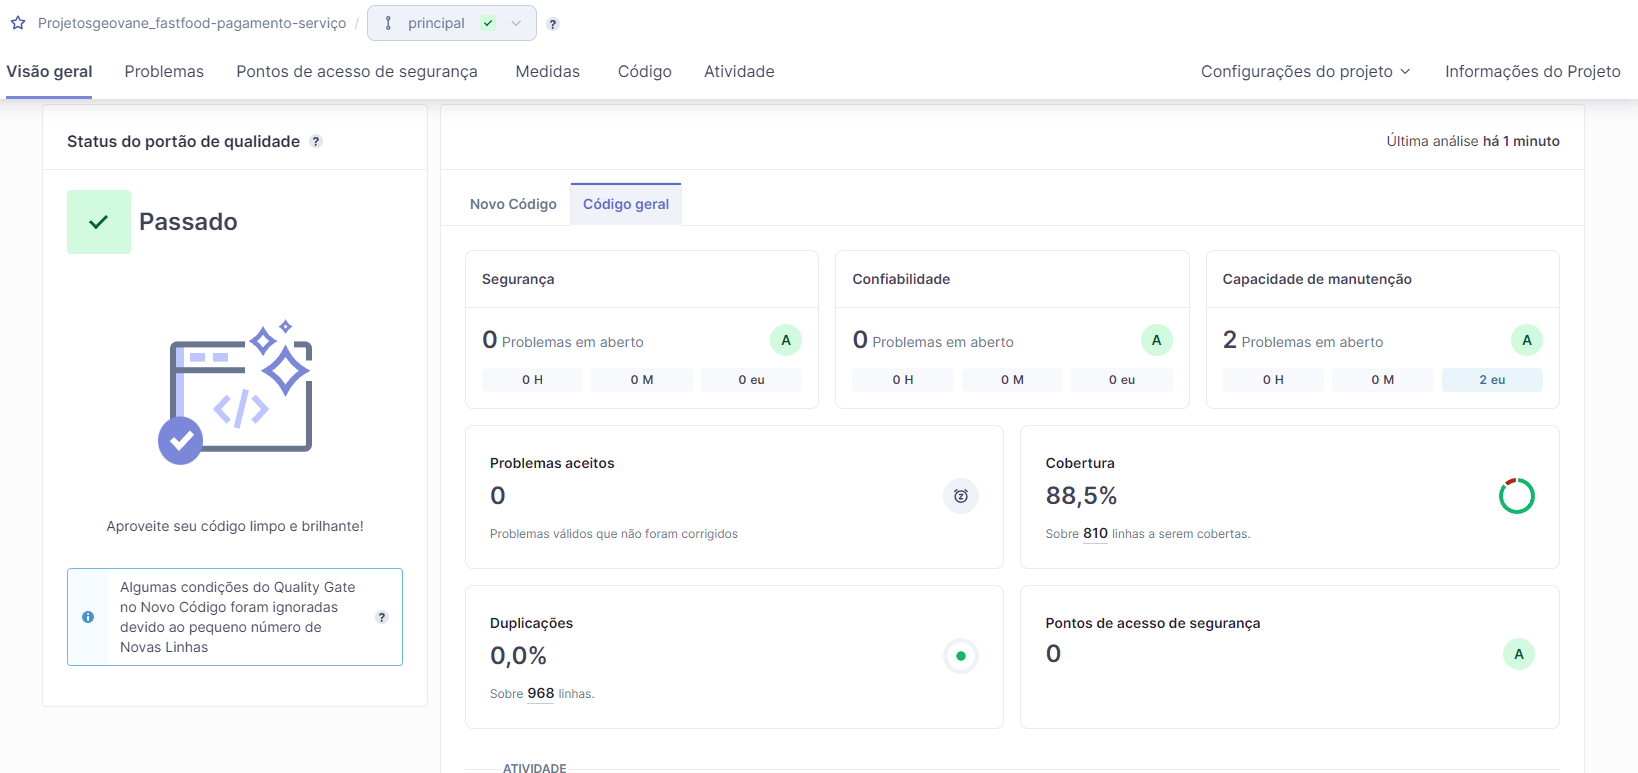 Projetosgeovane_fastfood-pagamento-serviço / principal ?
Visão geral Problemas Pontos de acesso de segurança Medidas Código Atividade Configurações do projeto Informações do Projeto
Status do portão de qualidade ?
Passado
Aproveite seu código limpo e brilhante!
Algumas condições do Quality Gate
no Novo Código foram ignoradas
devido ao pequeno número de
Novas Linhas
?
Última análise há 1 minuto
Novo Código Código geral
Segurança
0 Problemas em aberto A
0 H 0 M 0 eu
Confiabilidade
0 Problemas em aberto A
0 H 0 M 0 eu
Capacidade de manutenção
2 Problemas em aberto A
0 H 0 M 2 eu
Problemas aceitos
0
Problemas válidos que não foram corrigidos
Cobertura
88,5%
Sobre 810 linhas a serem cobertas.
Duplicações
0,0%
Sobre 968 linhas.
Pontos de acesso de segurança
0 A
ATIVIDADE